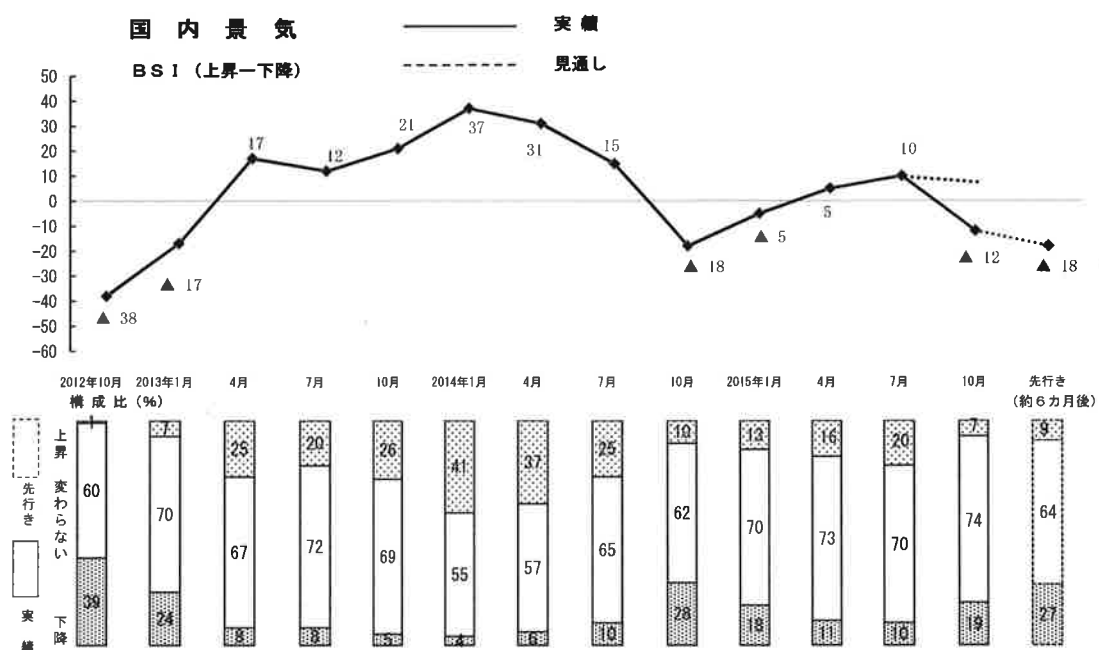 国内景気
実績
BSI（上昇ー下降）
見通し
50
40
30
20
10
0
-10
-20
-30
-40
-50
-60
▲ 38
▲ 17
17
12
21
37
31
15
▲ 18
▲ 5
5
10
▲ 12
▲ 18
2012年10月 2013年1月 4月 7月 10月 2014年1月 4月 7月 10月 2015年1月 4月 7月 10月 先行き
構成比（%） （約６カ月後）
上昇
変わらない
下降
先行き
実績
1 7 25 20 26 41 37 25 10 13 16 20 7 9
60 70 67 72 69 55 57 65 62 70 73 70 74 64
39 24 8 8 5 4 6 10 28 18 11 10 19 27